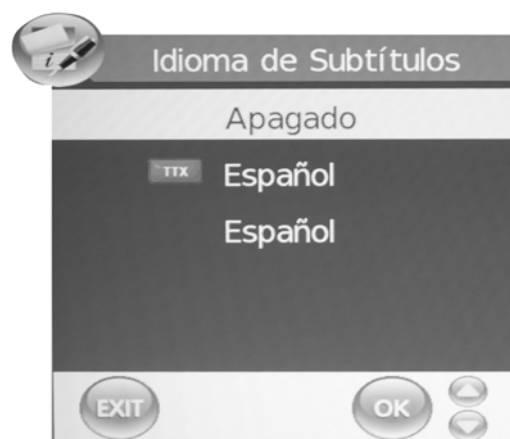 i
Idioma de Subtítulos
Apagado
TTX Español
Español
EXIT OK